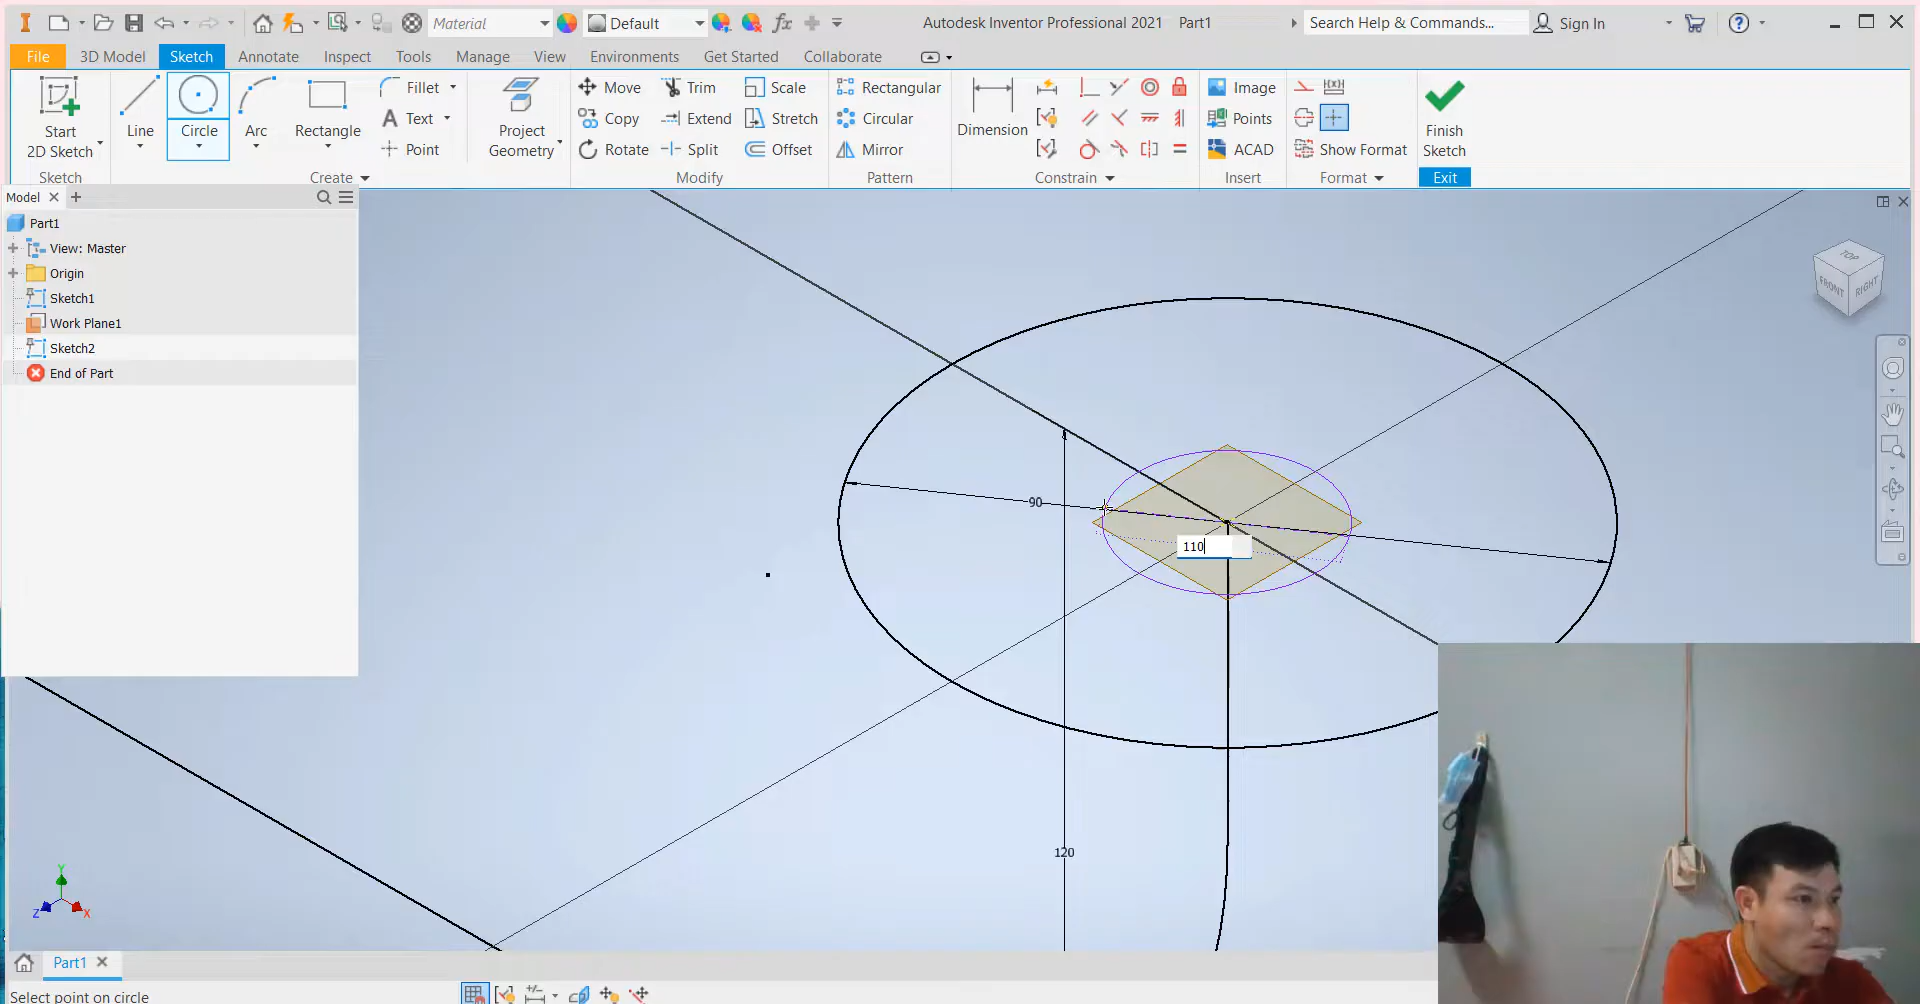 Material
Default
Autodesk Inventor Professional 2021 Part1
Search Help & Commands...
Sign In
File 3D Model Sketch Annotate Inspect Tools Manage View Environments Get Started Collaborate
Start
2D Sketch
Line
Circle
Arc
Rectangle
Fillet
Text
Point
Project
Geometry
Move
Copy
Rotate
Trim
Extend
Split
Scale
Stretch
Offset
Rectangular
Circular
Mirror
Dimension
Image
Points
ACAD
Show Format
Finish
Sketch
Sketch Create Modify Pattern Constrain Insert Format Exit
Model
Part1
View: Master
Origin
Sketch1
Work Plane1
Sketch2
End of Part
TOP
FRONT
RIGHT
90
110
120
Y
Z
X
Part1
Select point on circle